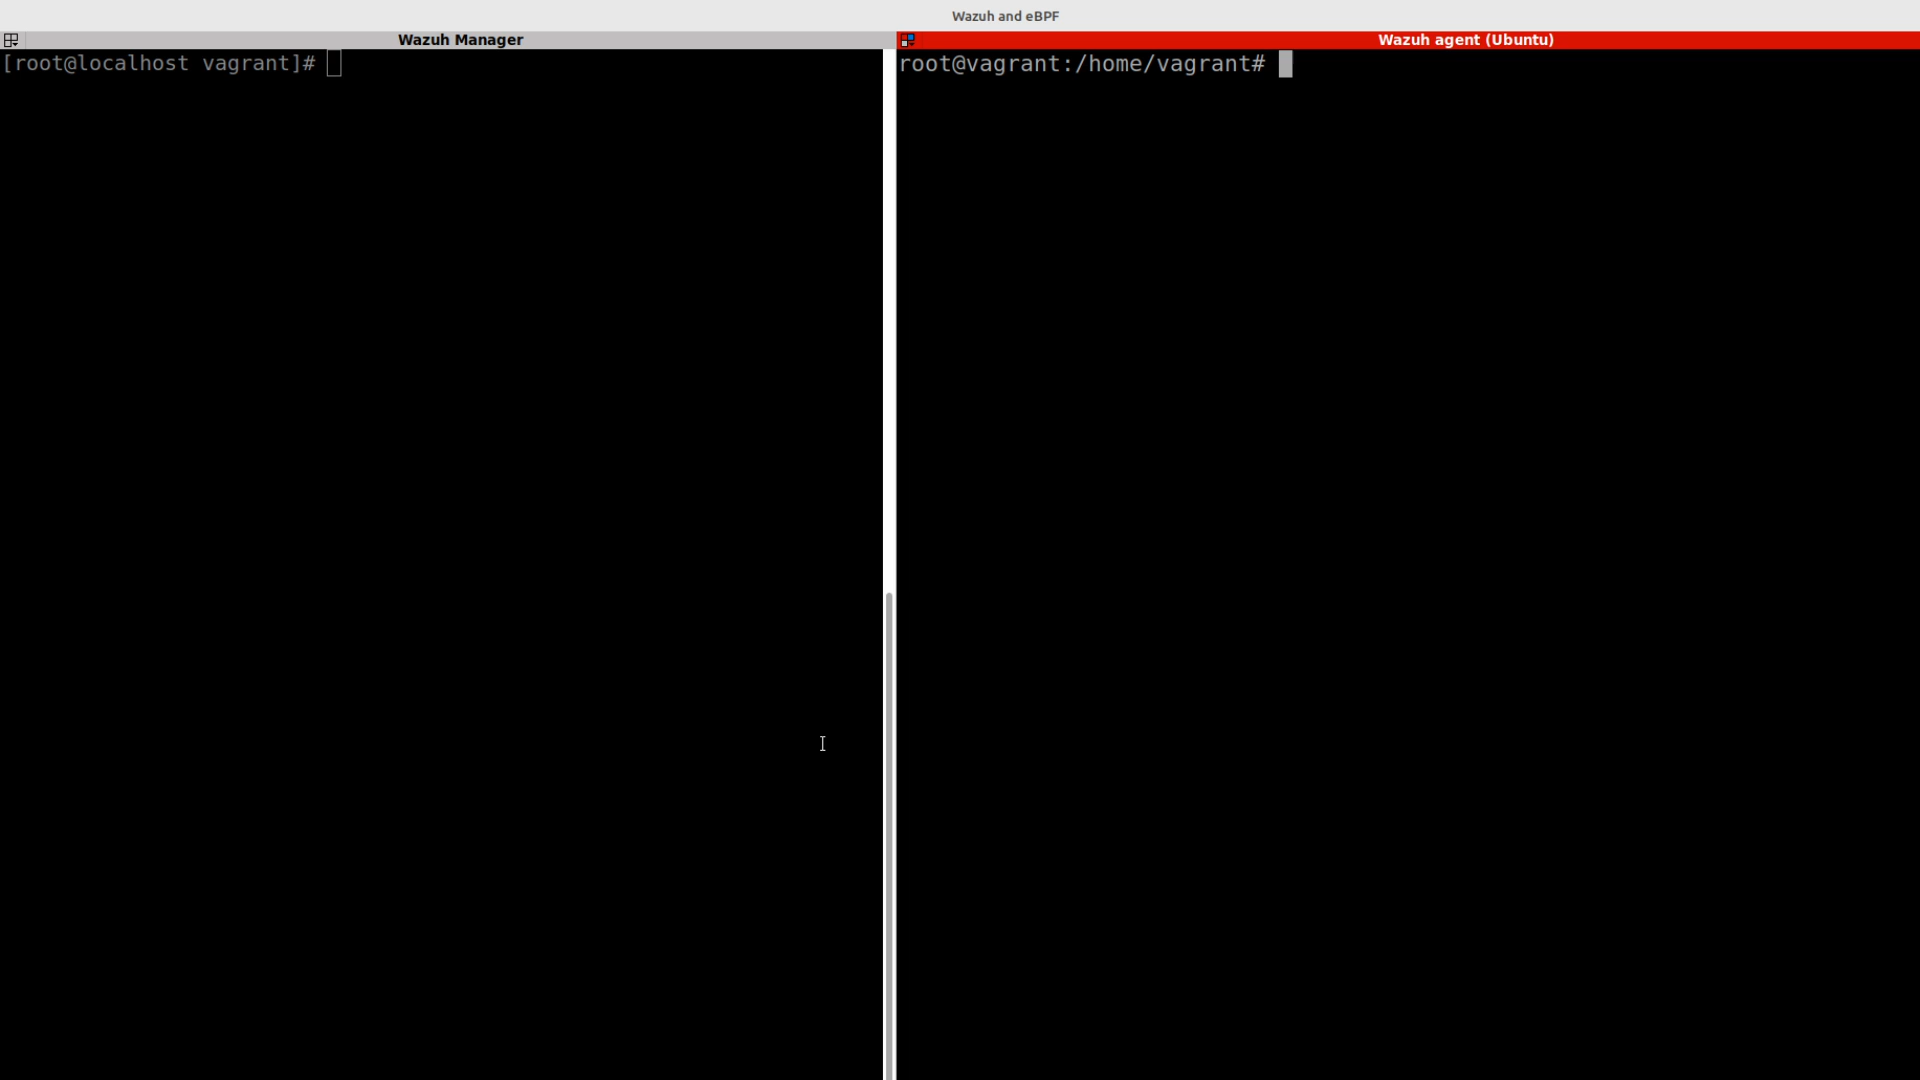 Wazuh and eBPF
Wazuh Manager
[root@localhost vagrant]#
Wazuh agent (Ubuntu)
root@vagrant:/home/vagrant#